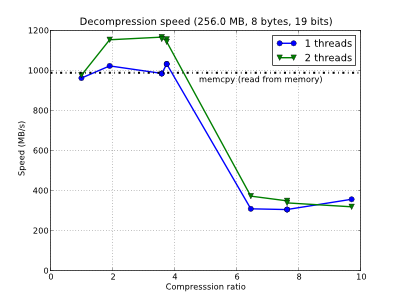 Decompression speed (256.0 MB, 8 bytes, 19 bits)
1200
1000
800
600
400
200
0
Speed (MB/s)
1 threads
2 threads
memcpy (read from memory)
0 2 4 6 8 10
Compresssion ratio